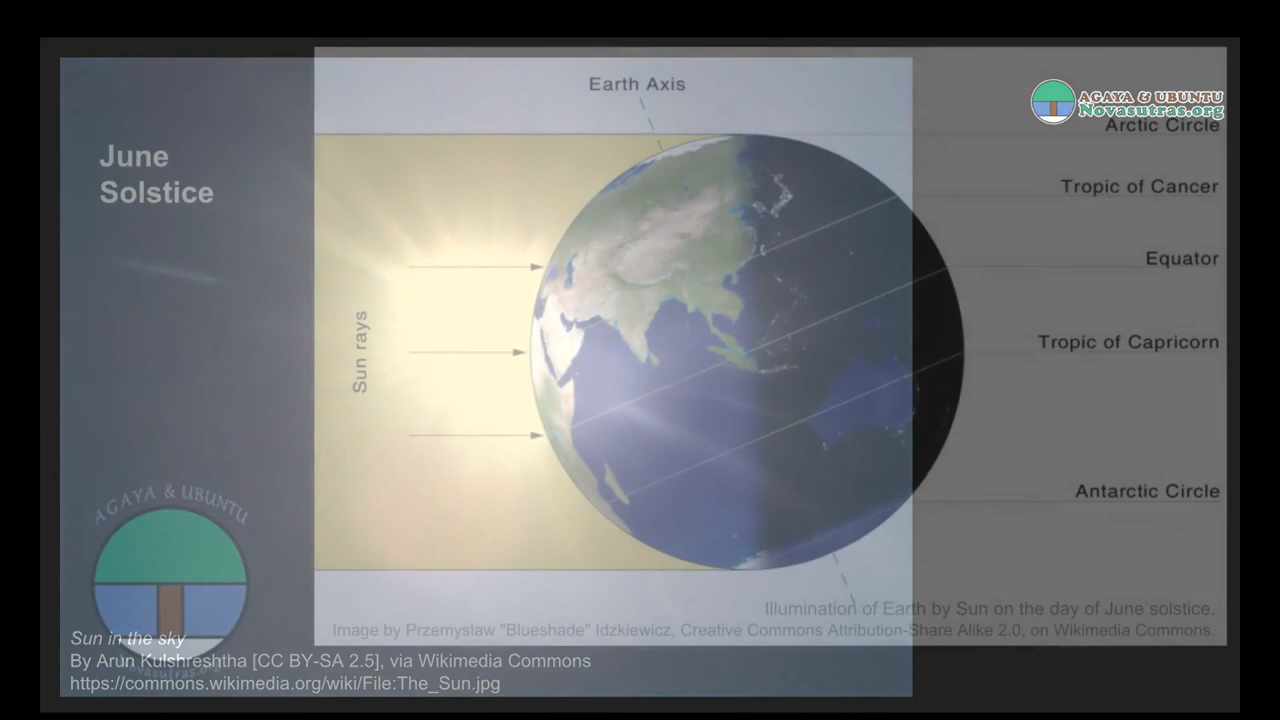 Earth Axis
AGAYA & UBUNTU
Novasutras.org
Arctic Circle
June
Solstice
Tropic of Cancer
Equator
Sun rays
Tropic of Capricorn
Antarctic Circle
AGAYA & UBUNTU
Illumination of Earth by Sun on the day of June solstice.
Image by Przemyslaw "Blueshade" Idzkiewicz, Creative Commons Attribution-Share Alike 2.0, on Wikimedia Commons.
Sun in the sky
By Arun Kulshreshtha [CC BY-SA 2.5], via Wikimedia Commons
Novasutras.org
https://commons.wikimedia.org/wiki/File:The_Sun.jpg